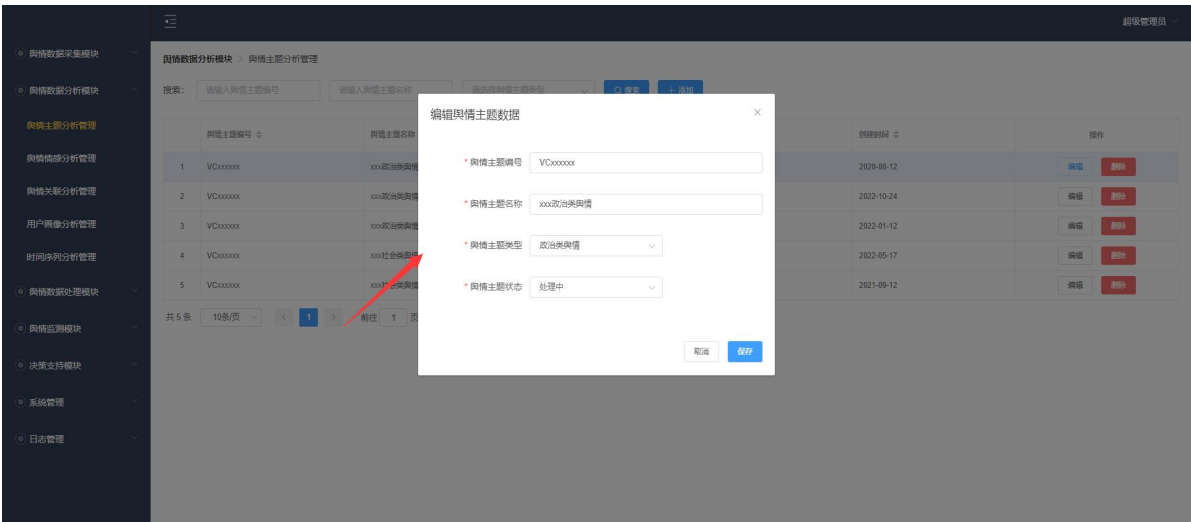 超级管理员
舆情数据采集模块
舆情数据分析模块
舆情主题分析管理
舆情情感分析管理
舆情关联分析管理
用户画像分析管理
时间序列分析管理
舆情数据处理模块
舆情监测模块
决策支持模块
系统管理
日志管理
舆情数据分析模块 > 舆情主题分析管理
搜索: 请输入舆情主题编号 请输入舆情主题名称 请选择舆情主题类型 搜索 + 添加
舆情主题编号 舆情主题名称 创建时间 操作
1 VCxxxxxx xxx政治类舆情 2020-08-12 编辑 删除
2 VCxxxxxx xxx政治类舆情 2022-10-24 编辑 删除
3 VCxxxxxx xxx政治类舆情 2022-01-12 编辑 删除
4 VCxxxxxx xxx社会类舆情 2022-05-17 编辑 删除
5 VCxxxxxx xxx社会类舆情 2021-09-12 编辑 删除
共 5 条 10条/页 < 1 > 前往 1 页
编辑舆情主题数据 ×
* 舆情主题编号 VCxxxxxx
* 舆情主题名称 xxx政治类舆情
* 舆情主题类型 政治类舆情
* 舆情主题状态 处理中
取消 保存